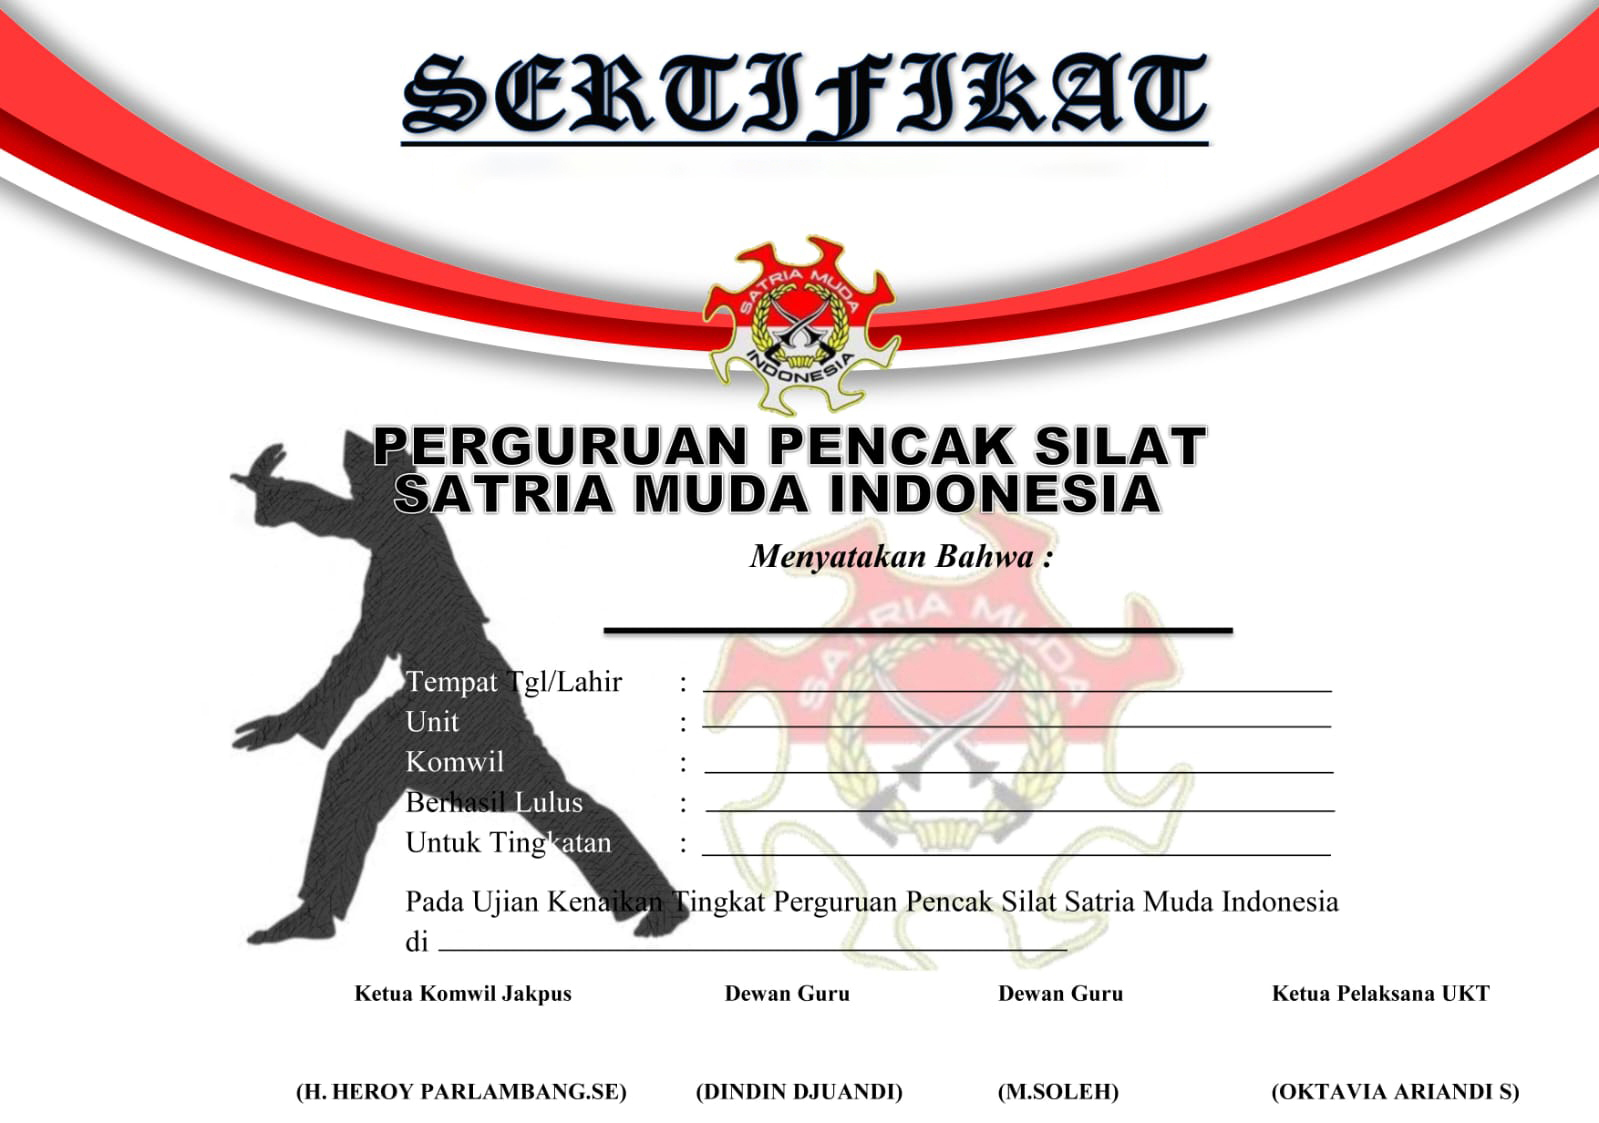 SERTIFIKAT
SATRIA MUDA
INDONESIA
PERGURUAN PENCAK SILAT
SATRIA MUDA INDONESIA
Menyatakan Bahwa :
SATRIA MUDA
Tempat Tgl/Lahir :
Unit :
Komwil :
Berhasil Lulus :
Untuk Tingkatan :
Pada Ujian Kenaikan Tingkat Perguruan Pencak Silat Satria Muda Indonesia
di
Ketua Komwil Jakpus Dewan Guru Dewan Guru Ketua Pelaksana UKT
(H. HEROY PARLAMBANG.SE) (DINDIN DJUANDI) (M.SOLEH) (OKTAVIA ARIANDI S)